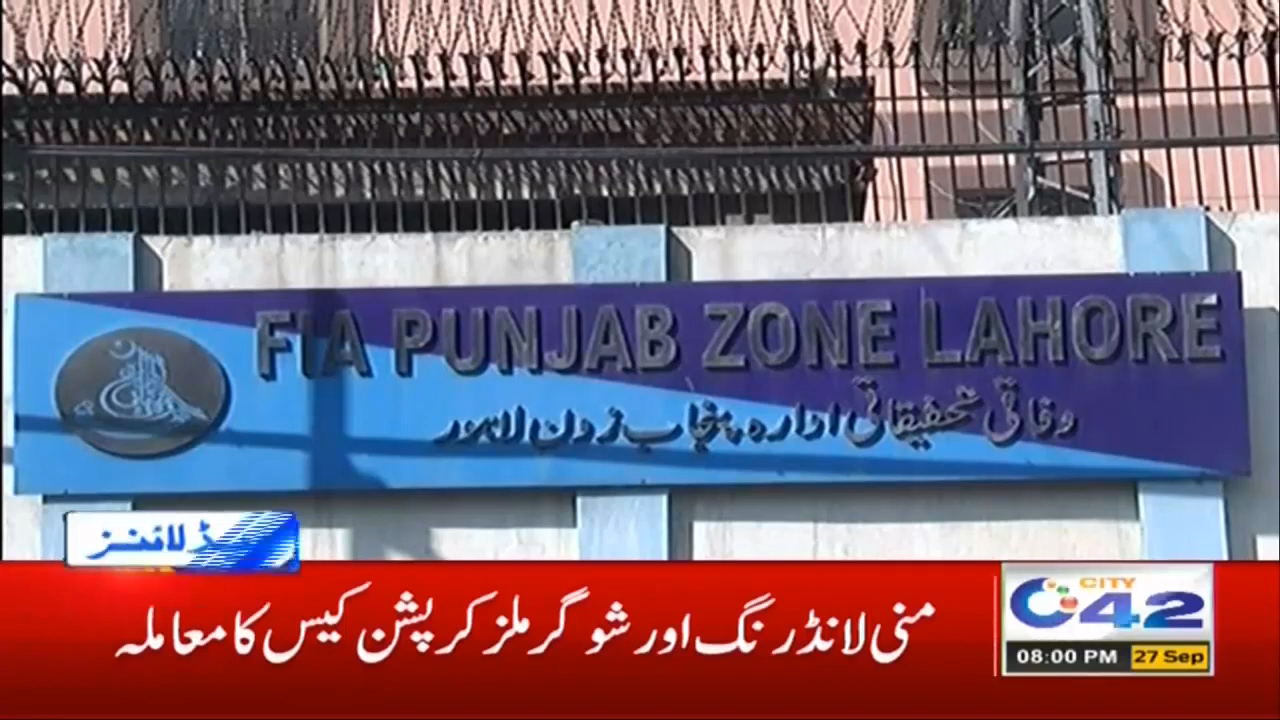 FIA PUNJAB ZONE LAHORE
وفاقی تحقیقاتی ادارہ پنجاب زون لاہور
ڈ لائنز
منی لانڈرنگ اور شوگر ملز کرپشن کیس کا معاملہ
CITY
42
08:00 PM 27 Sep